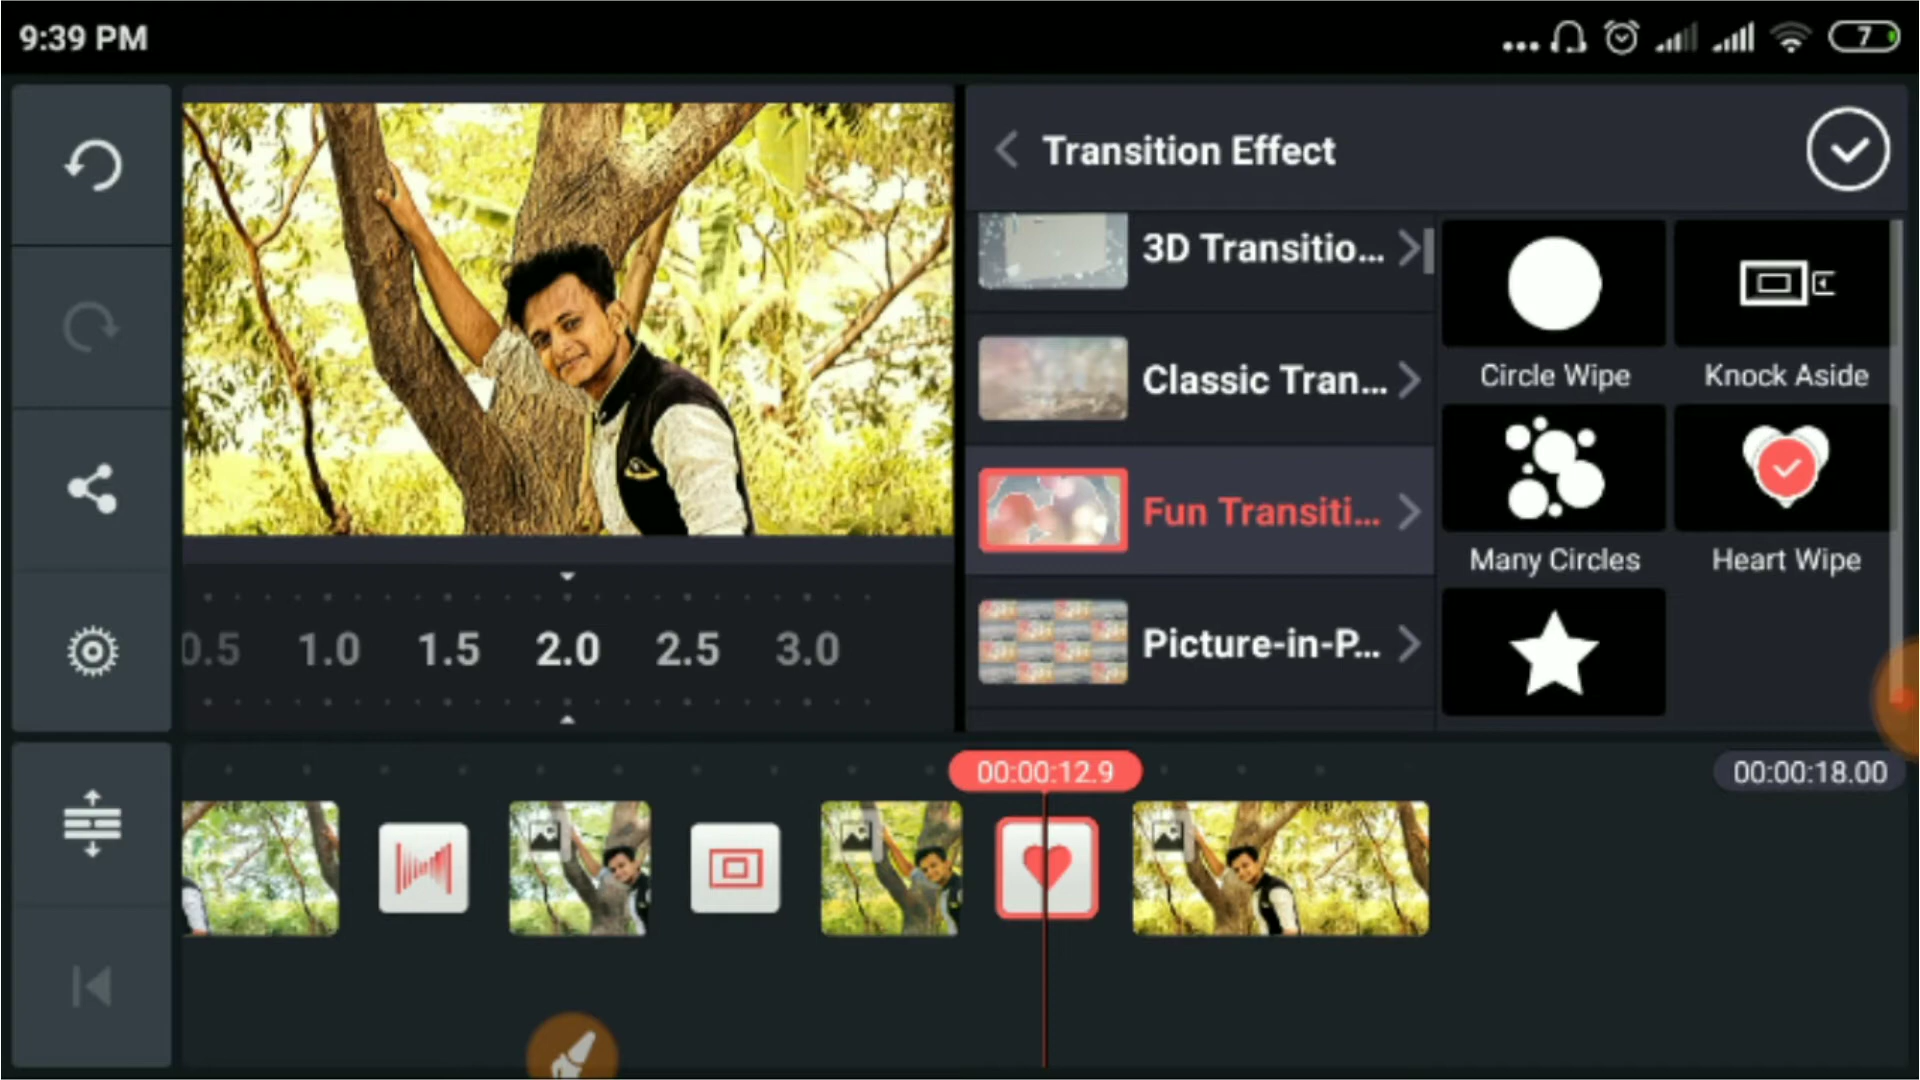 9:39 PM
7
Transition Effect
3D Transitio...
Classic Tran...
Fun Transiti...
Picture-in-P...
Circle Wipe
Knock Aside
Many Circles
Heart Wipe
0.5 1.0 1.5 2.0 2.5 3.0
00:00:12.9
00:00:18.00